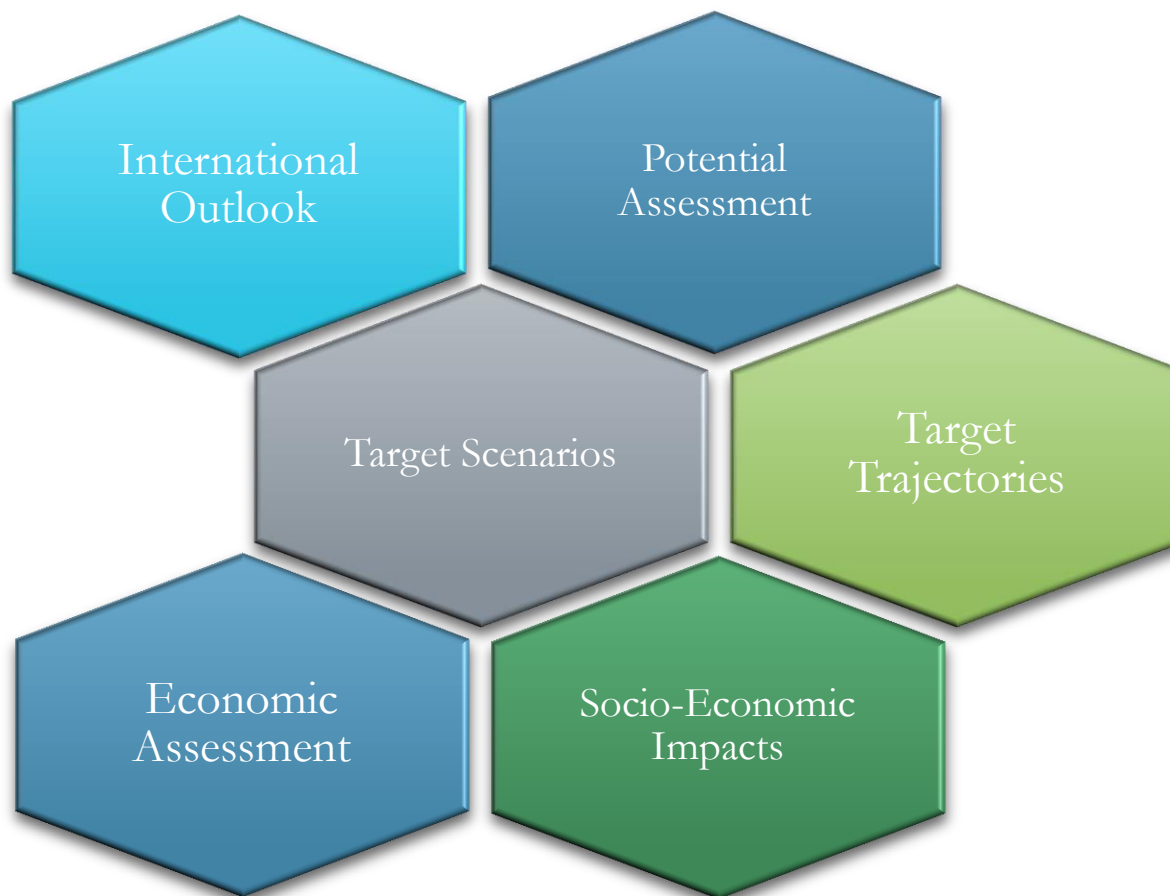 International
Outlook
Potential
Assessment
Target Scenarios
Target
Trajectories
Economic
Assessment
Socio-Economic
Impacts